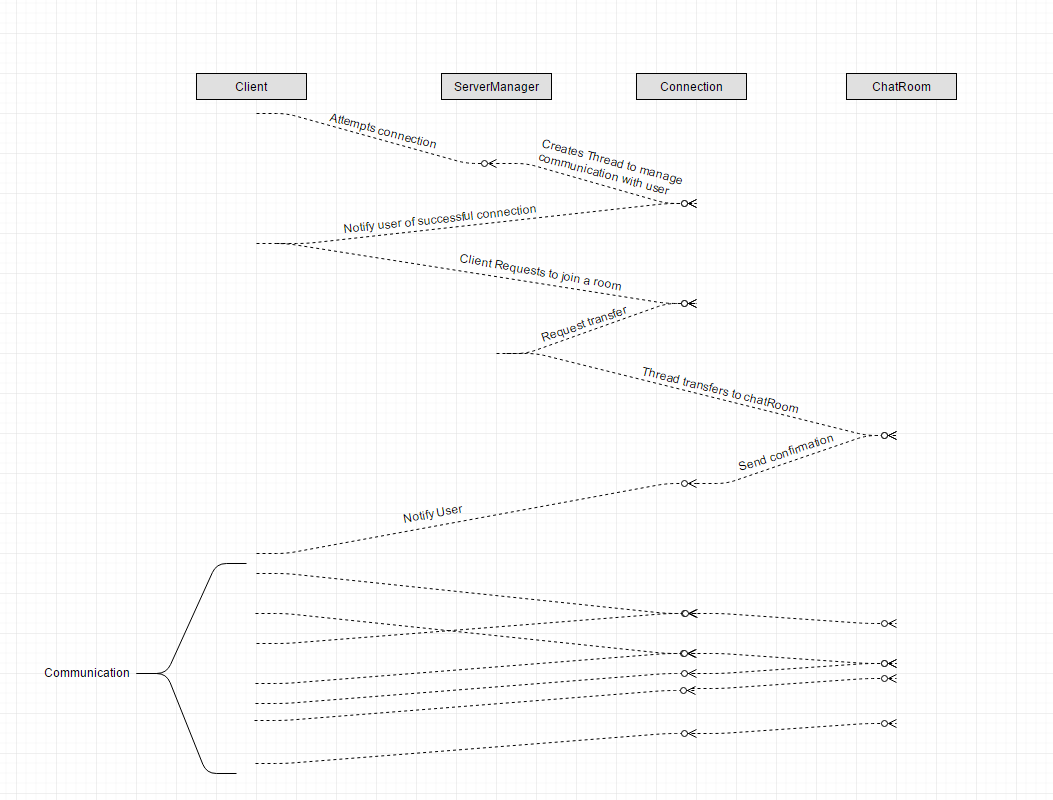 Client
ServerManager
Connection
ChatRoom
Attempts connection
Creates Thread to manage
communication with user
Notify user of successful connection
Client Requests to join a room
Request transfer
Thread transfers to chatRoom
Send confirmation
Notify User
Communication